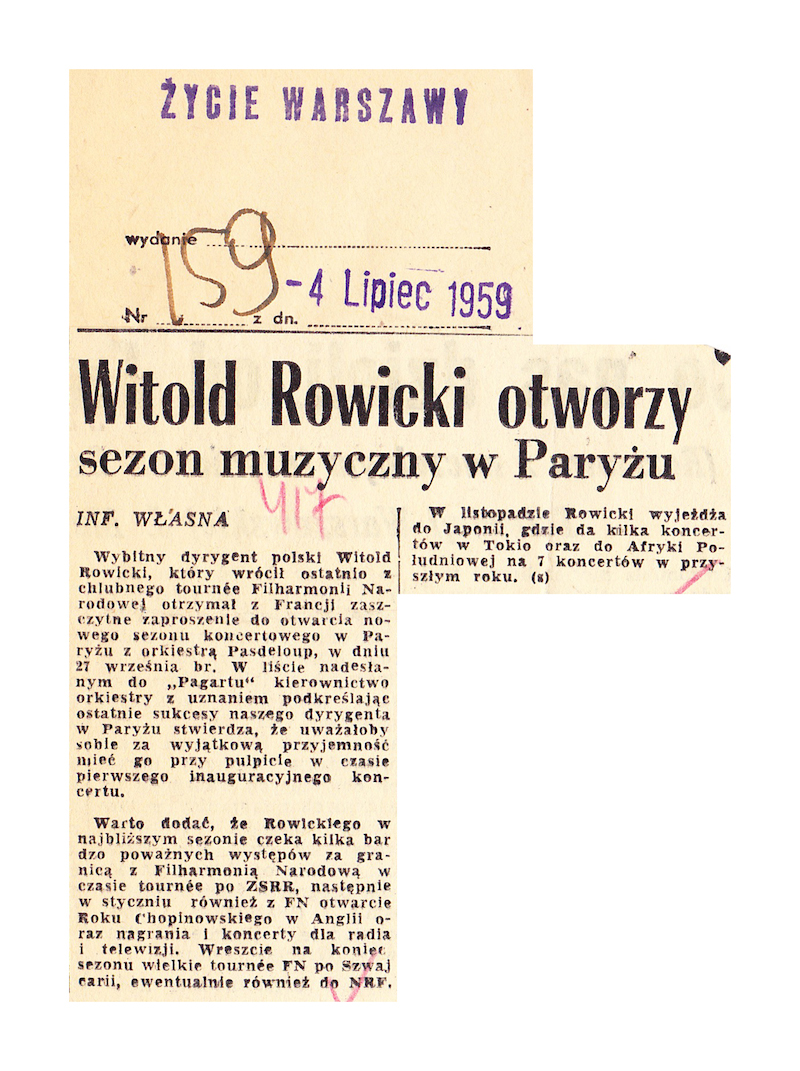 ŻYCIE WARSZAWY
wydanie
159
-4 Lipiec 1959
Nr z dn.
Witold Rowicki otworzy
sezon muzyczny w Paryżu
417
INF. WŁASNA
Wybitny dyrygent polski Witold
Rowicki, który wrócił ostatnio z
chlubnego tournée Filharmonii Na-
rodowej otrzymał z Francji zasz-
czytne zaproszenie do otwarcia no-
wego sezonu koncertowego w Pa-
ryżu z orkiestrą Pasdeloup, w dniu
27 września br. W liście nadesła-
nym do „Pagartu“ kierownictwo
orkiestry z uznaniem podkreślając
ostatnie sukcesy naszego dyrygenta
w Paryżu stwierdza, że uważałoby
sobie za wyjątkową przyjemność
mieć go przy pulpicie w czasie
pierwszego inauguracyjnego kon-
certu.
Warto dodać, że Rowickiego w
najbliższym sezonie czeka kilka bar
dzo poważnych występów za gra-
nicą z Filharmonią Narodową w
czasie tournée po ZSRR, następnie
w styczniu również z FN otwarcie
Roku Chopinowskiego w Anglii o-
raz nagrania i koncerty dla radia
i telewizji. Wreszcie na koniec
sezonu wielkie tournée FN po Szwaj
carii, ewentualnie również do NRF.
W listopadzie Rowicki wyjeżdża
do Japonii, gdzie da kilka koncer-
tów w Tokio oraz do Afryki Po-
łudniowej na 7 koncertów w przy-
szłym roku. (s)